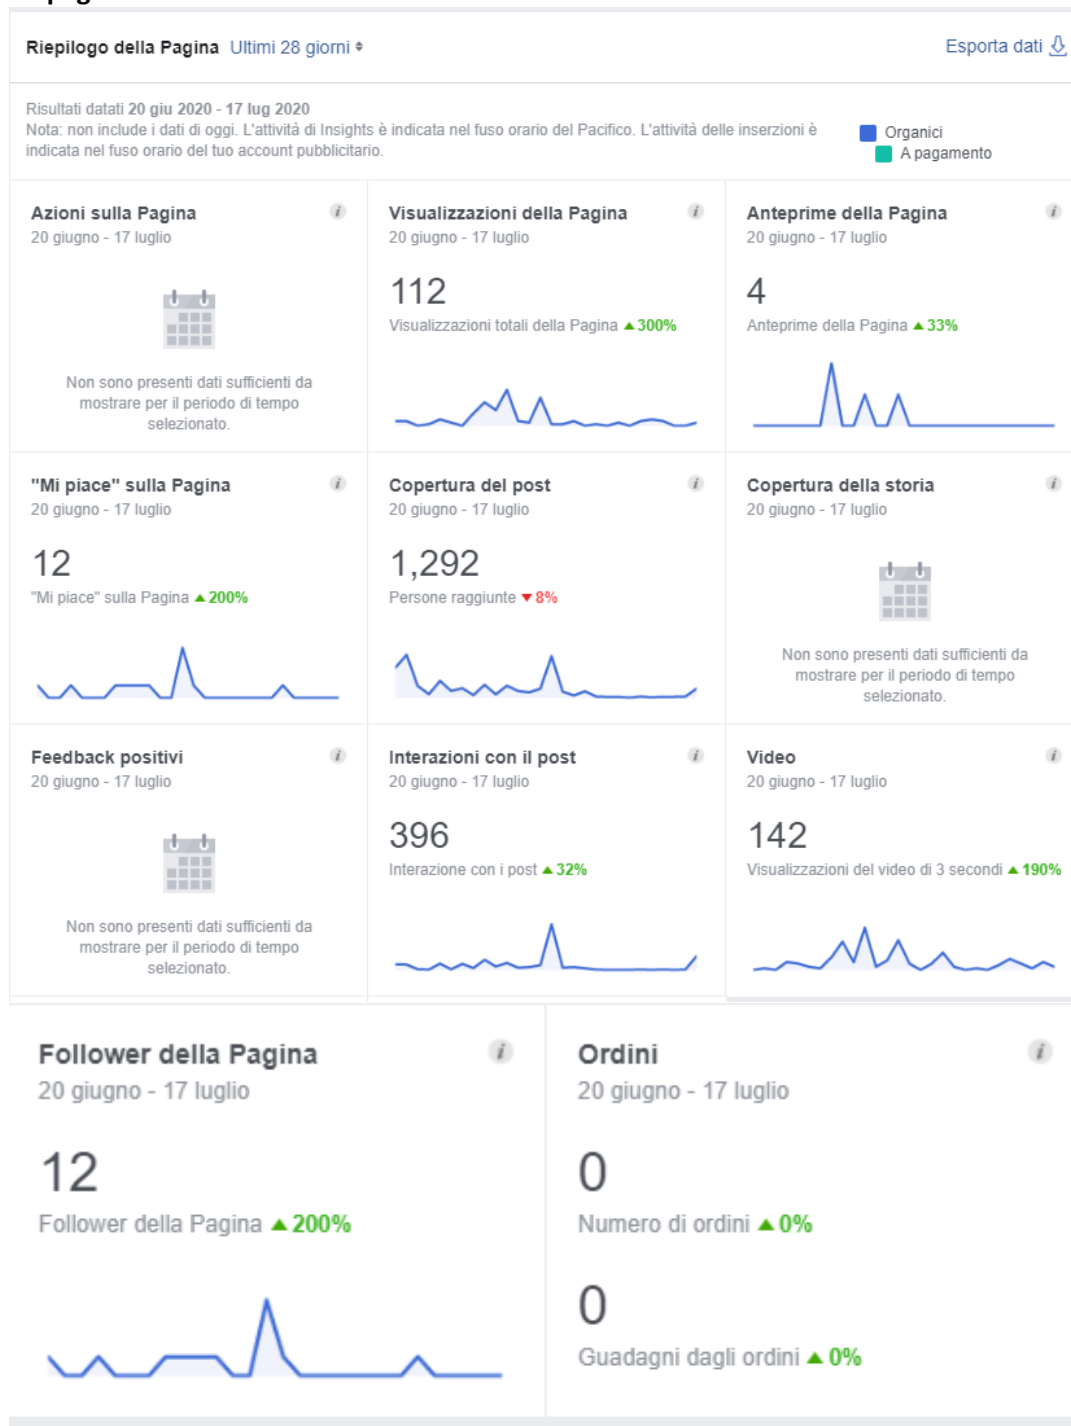 Riepilogo della Pagina Ultimi 28 giorni
Esporta dati
Risultati datati 20 giu 2020 - 17 lug 2020
Nota: non include i dati di oggi. L'attività di Insights è indicata nel fuso orario del Pacifico. L'attività delle inserzioni è
indicata nel fuso orario del tuo account pubblicitario.
Organici
A pagamento
Azioni sulla Pagina
20 giugno - 17 luglio
Non sono presenti dati sufficienti da
mostrare per il periodo di tempo
selezionato.
Visualizzazioni della Pagina
20 giugno - 17 luglio
112
Visualizzazioni totali della Pagina ▲300%
Anteprime della Pagina
20 giugno - 17 luglio
4
Anteprime della Pagina ▲33%
"Mi piace" sulla Pagina
20 giugno - 17 luglio
12
"Mi piace" sulla Pagina ▲200%
Copertura del post
20 giugno - 17 luglio
1,292
Persone raggiunte ▼8%
Copertura della storia
20 giugno - 17 luglio
Non sono presenti dati sufficienti da
mostrare per il periodo di tempo
selezionato.
Feedback positivi
20 giugno - 17 luglio
Non sono presenti dati sufficienti da
mostrare per il periodo di tempo
selezionato.
Interazioni con il post
20 giugno - 17 luglio
396
Interazione con i post ▲32%
Video
20 giugno - 17 luglio
142
Visualizzazioni del video di 3 secondi ▲190%
Follower della Pagina
20 giugno - 17 luglio
12
Follower della Pagina ▲200%
Ordini
20 giugno - 17 luglio
0
Numero di ordini ▲0%
0
Guadagni dagli ordini ▲0%